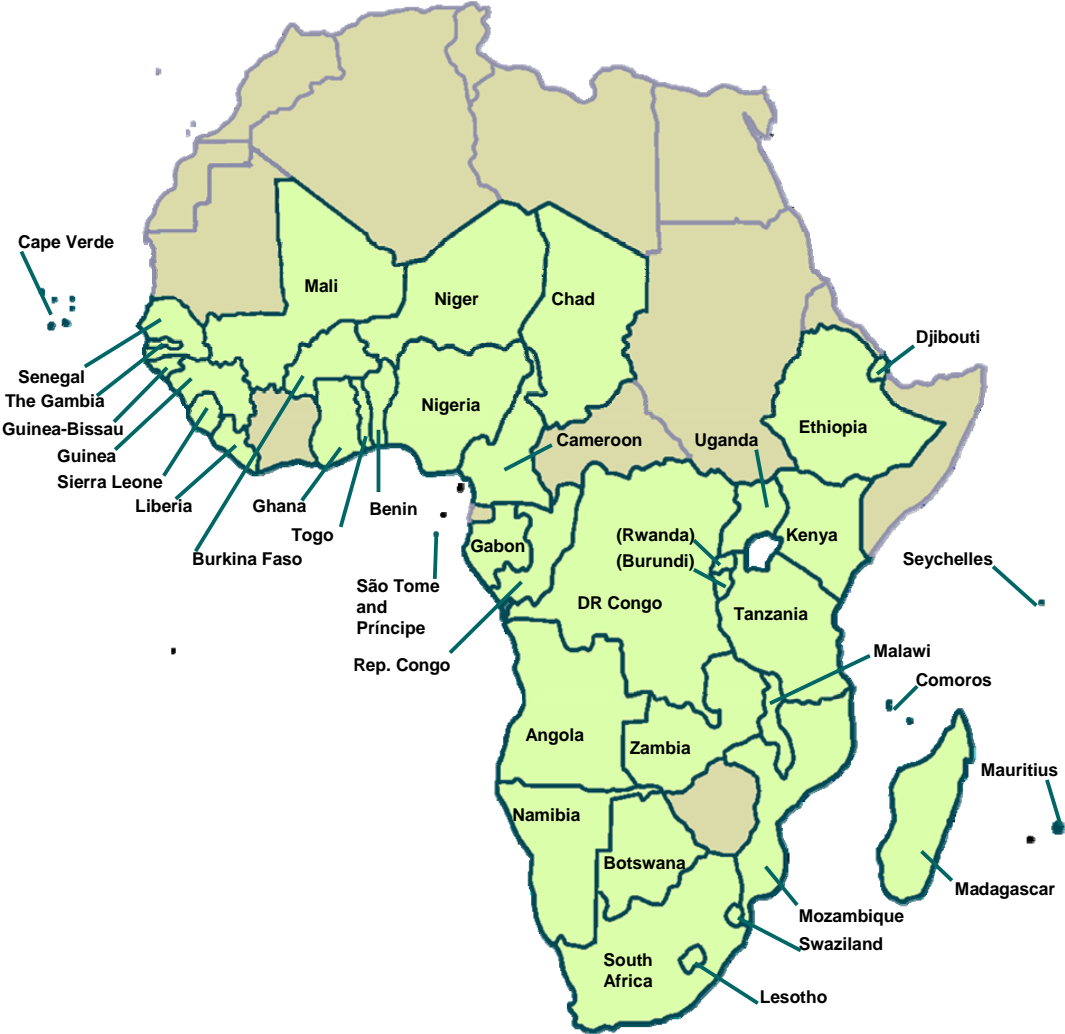 Cape Verde
Mali
Niger
Chad
Djibouti
Senegal
The Gambia
Nigeria
Guinea-Bissau
Ethiopia
Cameroon
Uganda
Guinea
Sierra Leone
Liberia
Ghana
Benin
Togo
(Rwanda)
Kenya
Gabon
Burkina Faso
(Burundi)
Seychelles
São Tome
and
Príncipe
DR Congo
Tanzania
Rep. Congo
Malawi
Comoros
Angola
Zambia
Mauritius
Namibia
Botswana
Madagascar
Mozambique
Swaziland
South
Africa
Lesotho